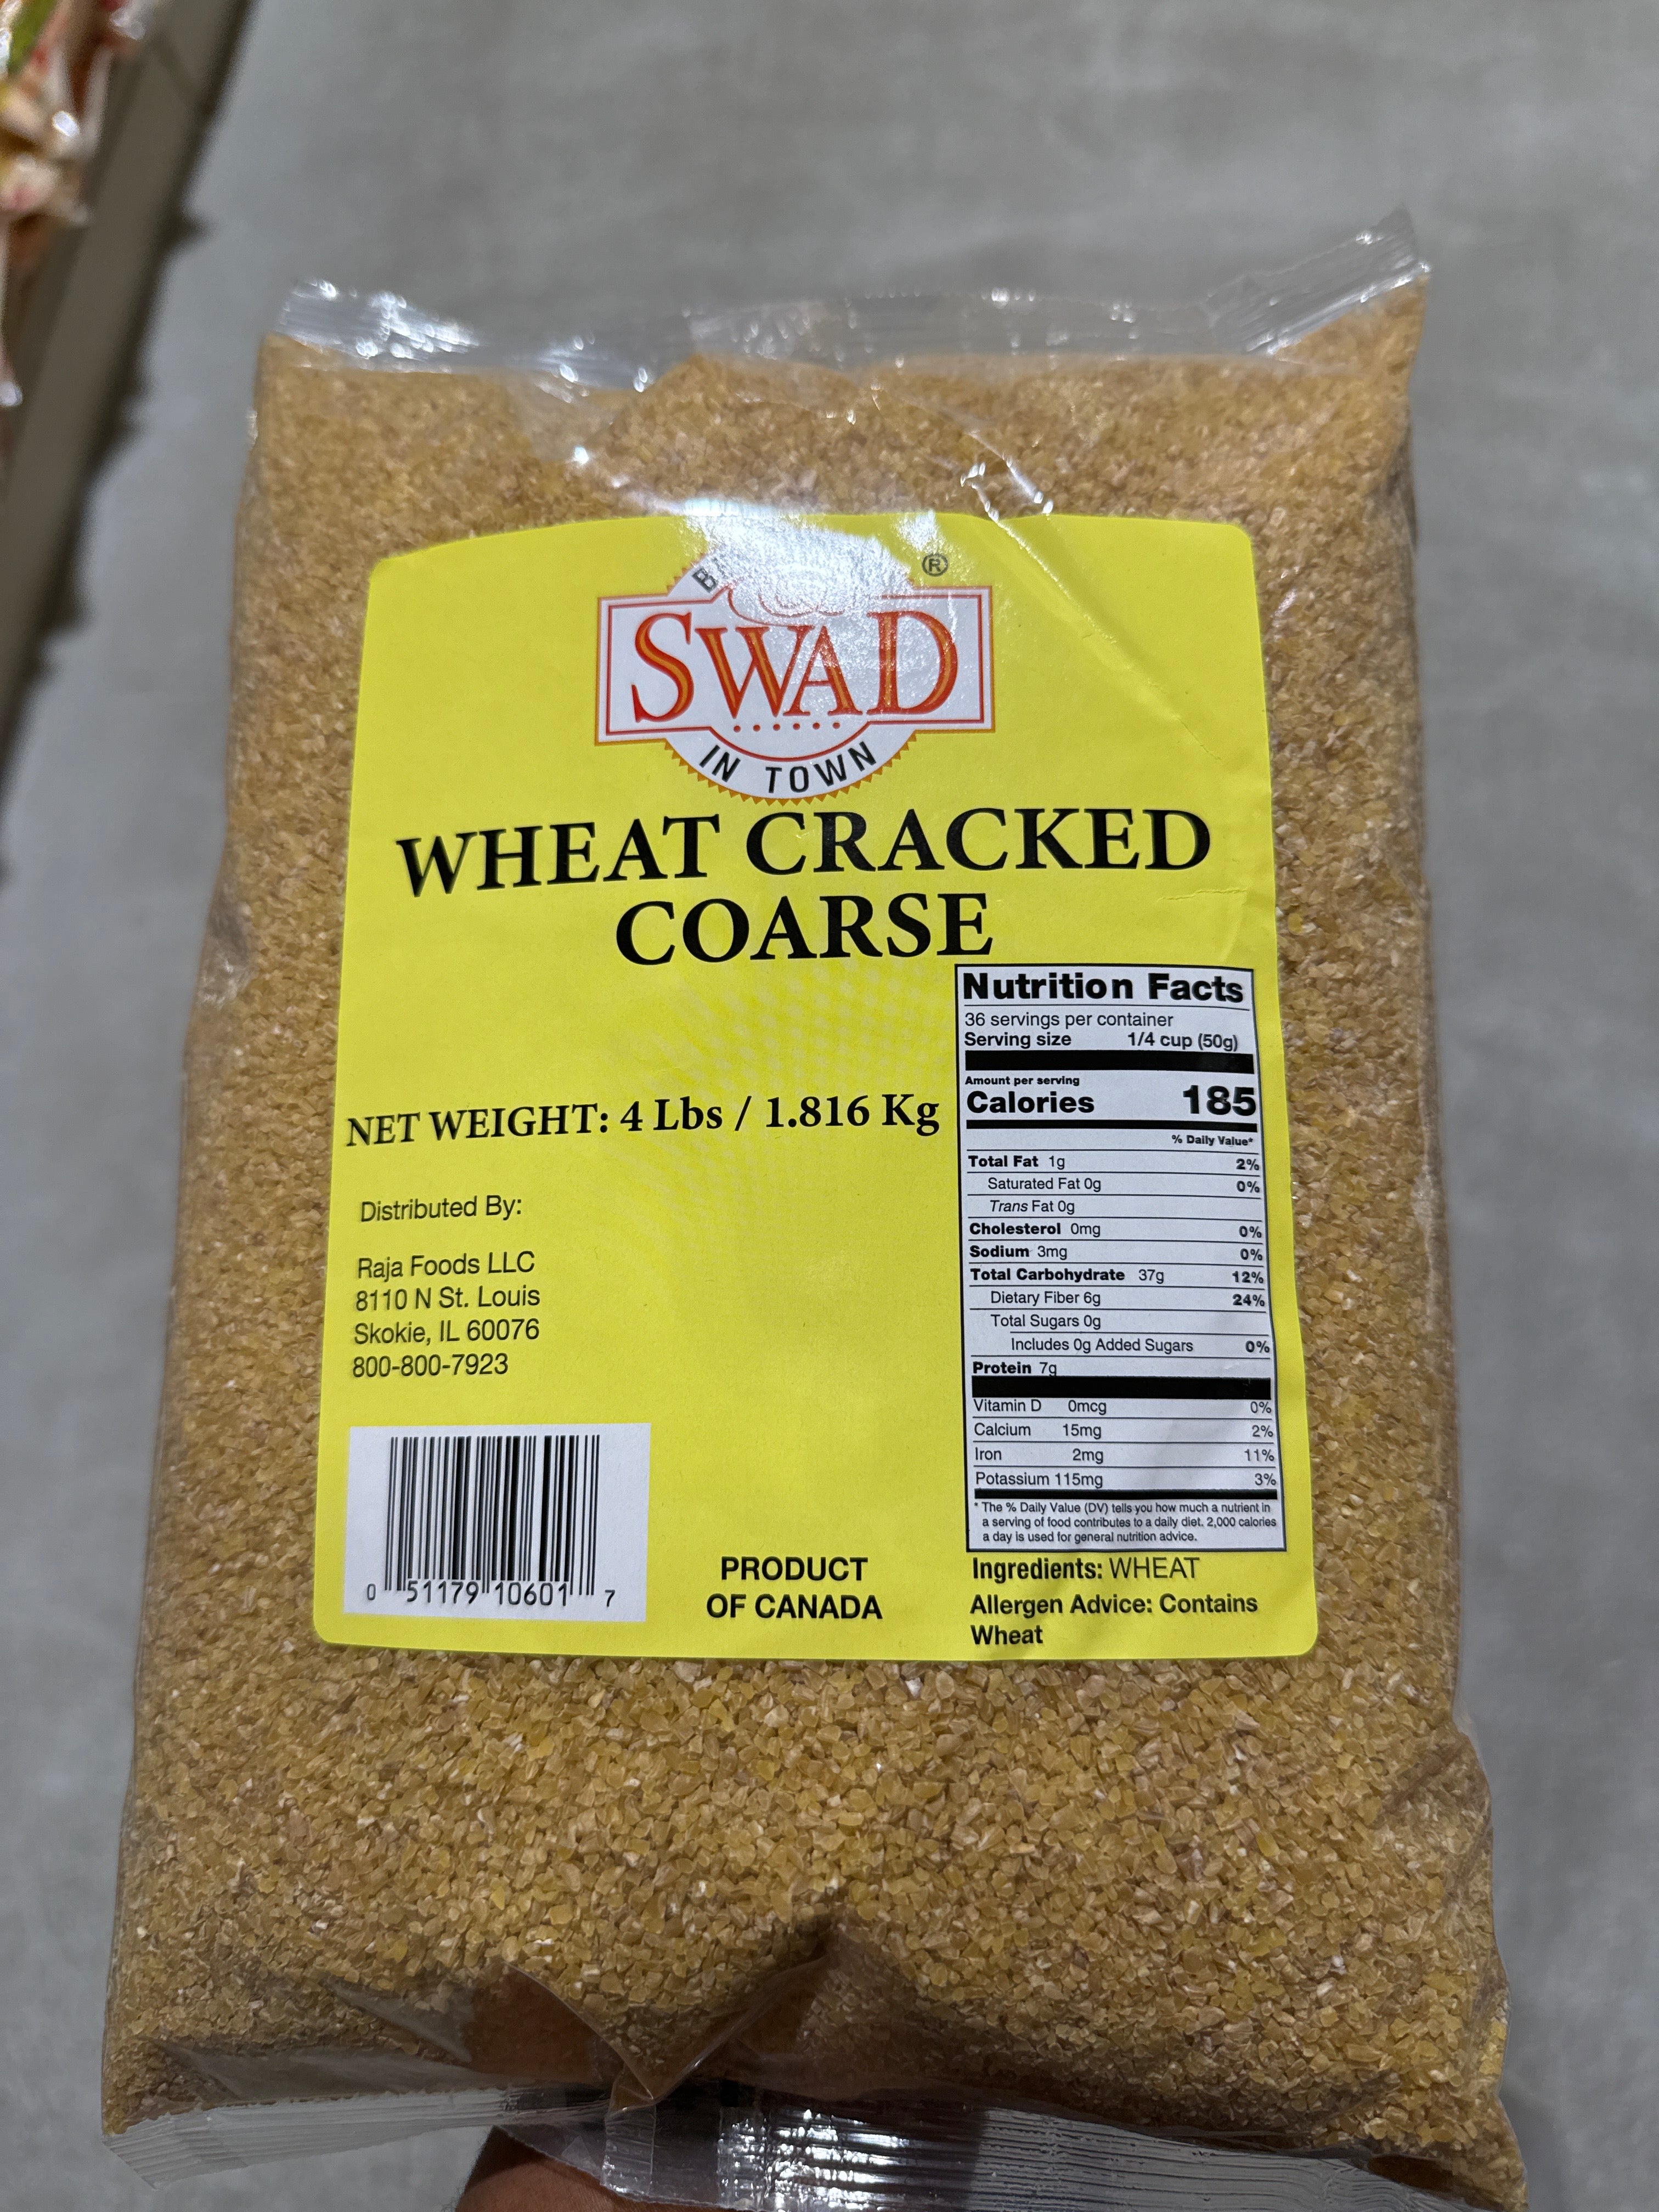 ®
SWAD
IN TOWN
WHEAT CRACKED
COARSE
NET WEIGHT: 4 Lbs / 1.816 Kg
Distributed By:
Raja Foods LLC
8110 N St. Louis
Skokie, IL 60076
800-800-7923
0 51179 10601 7
PRODUCT
OF CANADA
Nutrition Facts
36 servings per container
Serving size 1/4 cup (50g)
Amount per serving
Calories 185
% Daily Value*
Total Fat 1g 2%
Saturated Fat 0g 0%
Trans Fat 0g
Cholesterol 0mg 0%
Sodium 3mg 0%
Total Carbohydrate 37g 12%
Dietary Fiber 6g 24%
Total Sugars 0g
Includes 0g Added Sugars 0%
Protein 7g
Vitamin D 0mcg 0%
Calcium 15mg 2%
Iron 2mg 11%
Potassium 115mg 3%
* The % Daily Value (DV) tells you how much a nutrient in
a serving of food contributes to a daily diet. 2,000 calories
a day is used for general nutrition advice.
Ingredients: WHEAT
Allergen Advice: Contains
Wheat